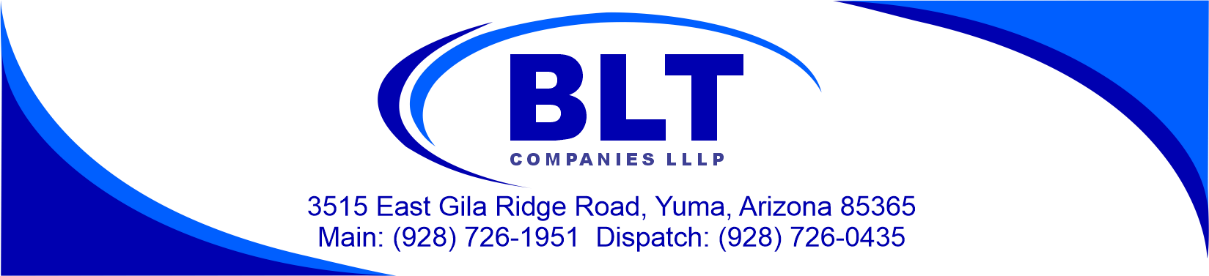 BLT
COMPANIES LLLP
3515 East Gila Ridge Road, Yuma, Arizona 85365
Main: (928) 726-1951  Dispatch: (928) 726-0435